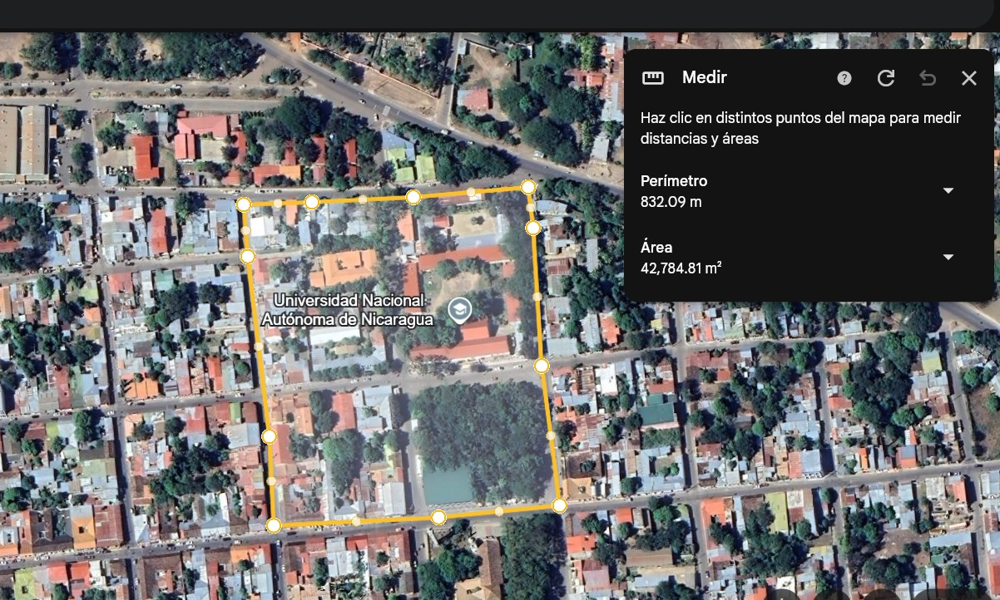 Medir
Haz clic en distintos puntos del mapa para medir
distancias y áreas
Perímetro
832.09 m
Área
42,784.81 m²
Universidad Nacional
Autónoma de Nicaragua